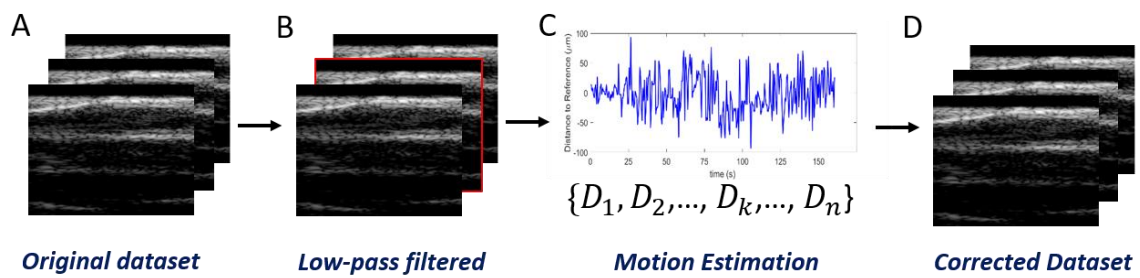 A
B
C
D
Distance to Reference (μm)
100
50
0
-50
-100
0
25
50
75
100
125
150
time (s)
{D₁, D₂,..., Dₖ,..., Dₙ}
Original dataset
Low-pass filtered
Motion Estimation
Corrected Dataset